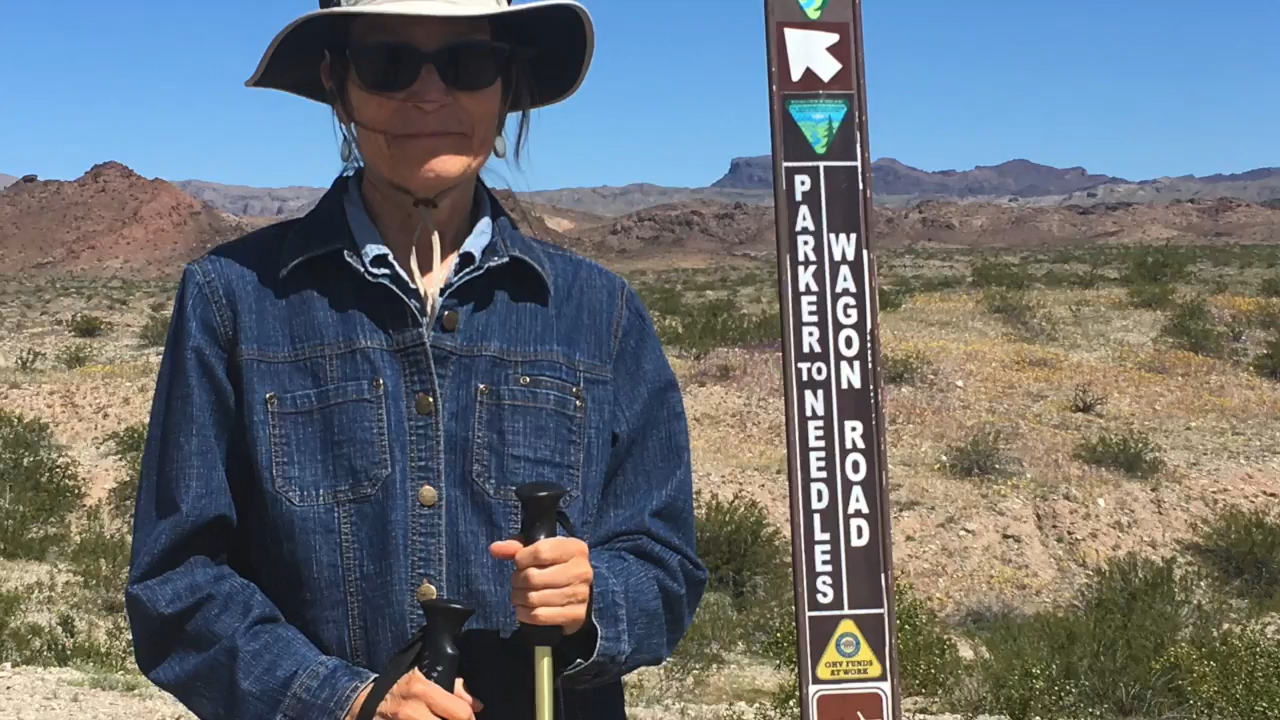 PARKER TO NEEDLES
WAGON ROAD
OHV FUNDS
AT WORK